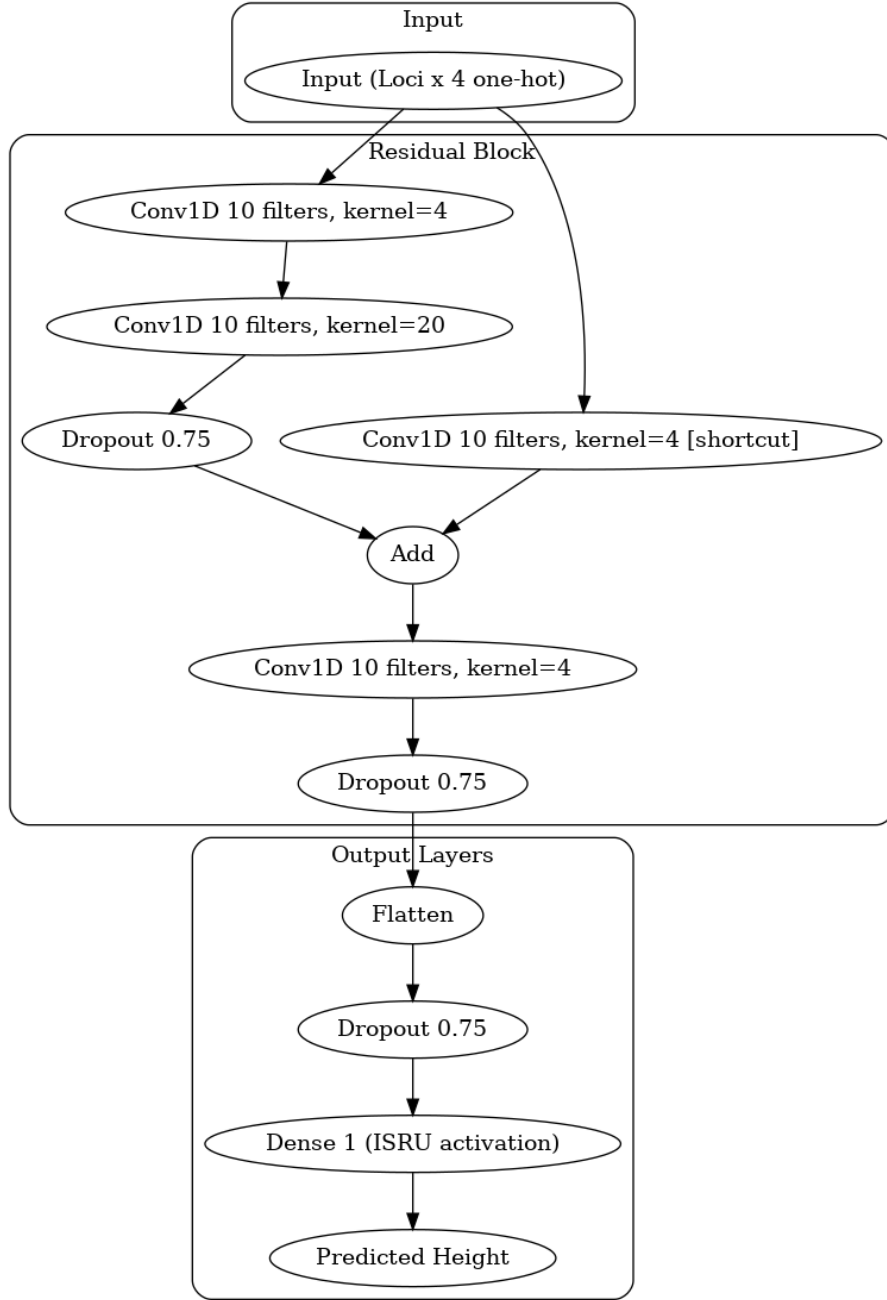 Input
Input (Loci x 4 one-hot)
Residual Block
Conv1D 10 filters, kernel=4
Conv1D 10 filters, kernel=20
Dropout 0.75
Conv1D 10 filters, kernel=4 [shortcut]
Add
Conv1D 10 filters, kernel=4
Dropout 0.75
Output Layers
Flatten
Dropout 0.75
Dense 1 (ISRU activation)
Predicted Height